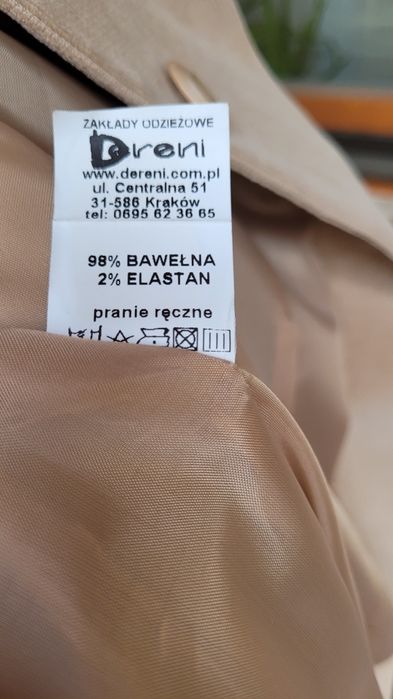 ZAKŁADY ODZIEŻOWE
Dereni
www.dereni.com.pl
ul. Centralna 51
31-586 Kraków
tel: 0695 62 36 65
98% BAWEŁNA
2% ELASTAN
pranie ręczne